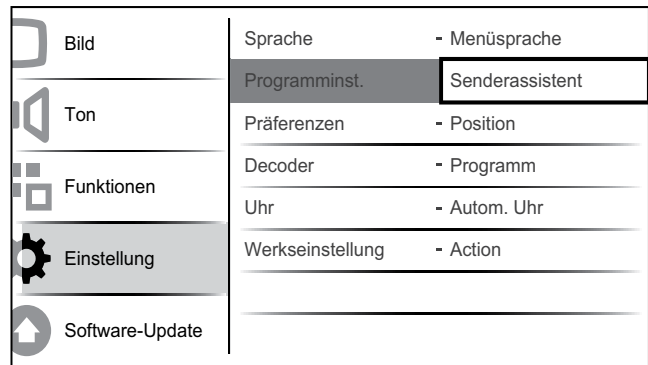 Bild
Ton
Funktionen
Einstellung
Software-Update
Sprache - Menüsprache
Programminst. Senderassistent
Präferenzen - Position
Decoder - Programm
Uhr - Autom. Uhr
Werkseinstellung - Action